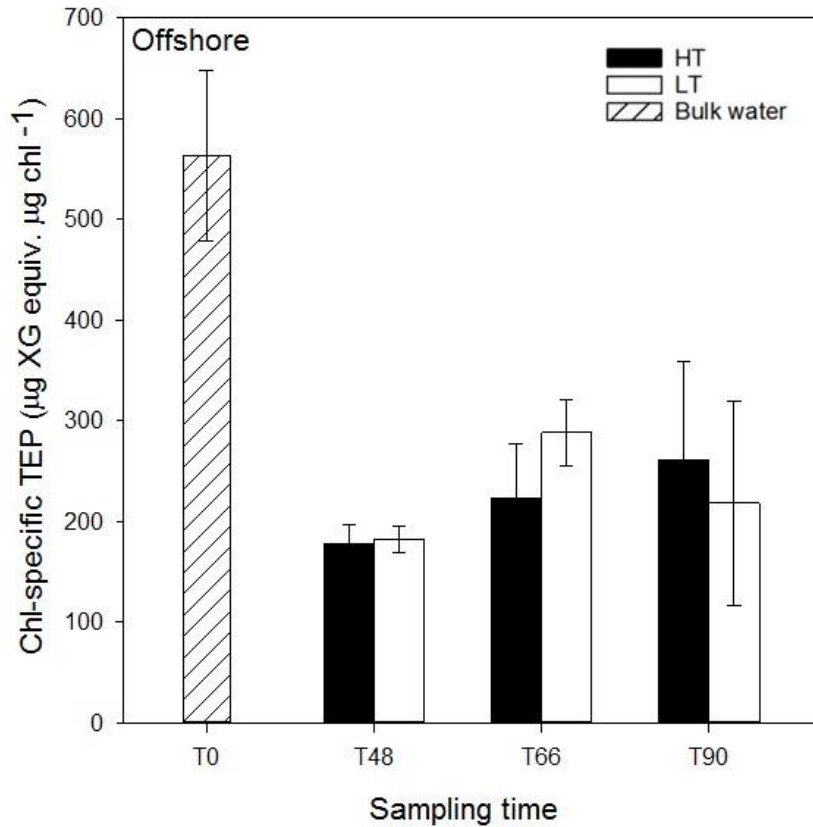 Offshore
HT
LT
Bulk water
Chl-specific TEP (µg XG equiv. µg chl ⁻¹)
700
600
500
400
300
200
100
0
T0 T48 T66 T90
Sampling time